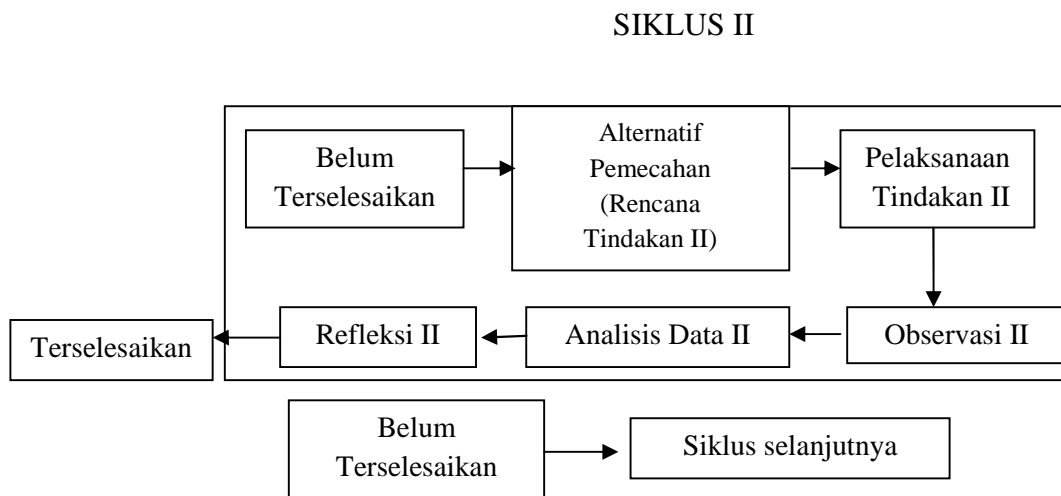 SIKLUS II
Belum
Terselesaikan
Alternatif
Pemecahan
(Rencana
Tindakan II)
Pelaksanaan
Tindakan II
Terselesaikan
Refleksi II
Analisis Data II
Observasi II
Belum
Terselesaikan
Siklus selanjutnya